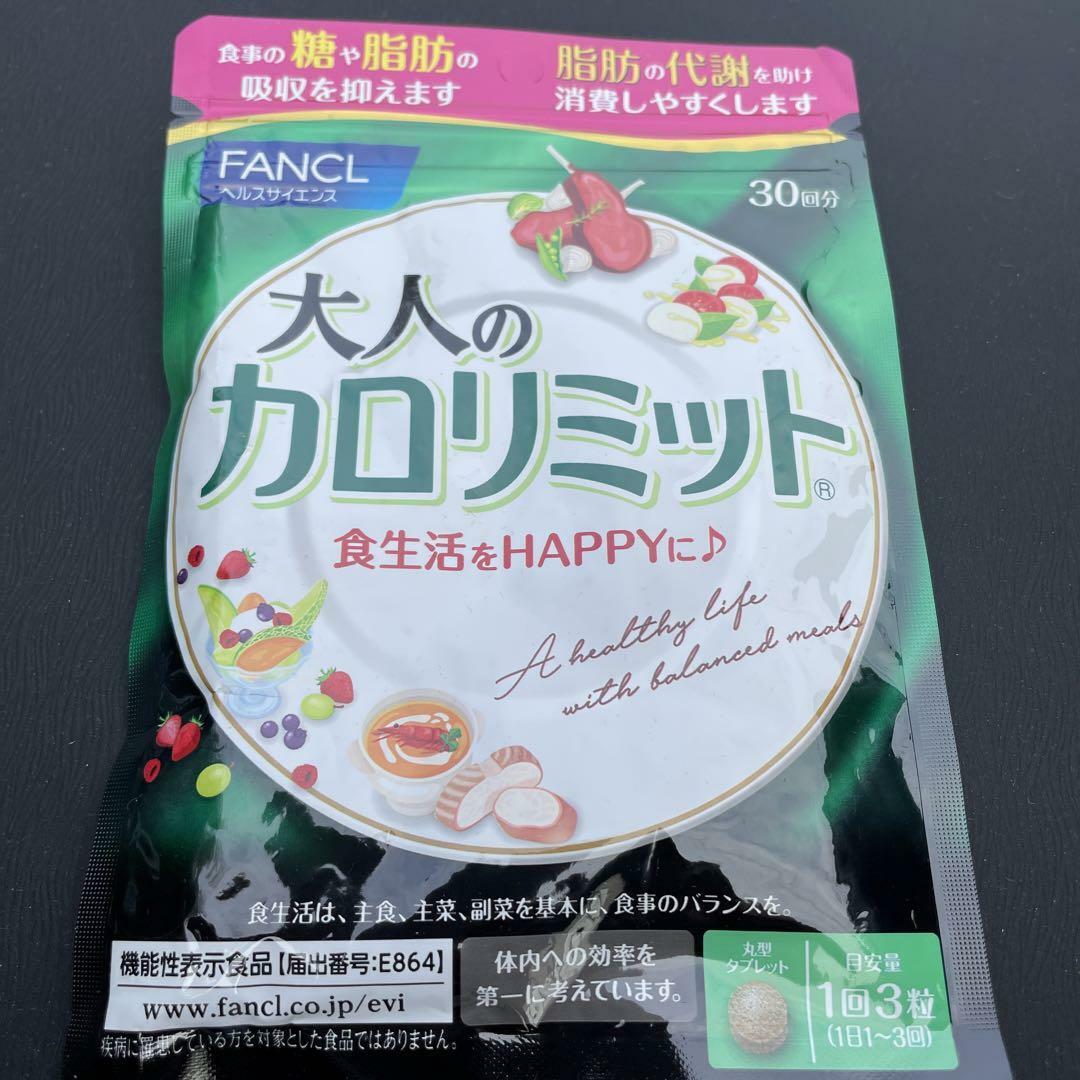 食事の糖や脂肪の
吸収を抑えます
脂肪の代謝を助け
消費しやすくします
FANCL
ヘルスサイエンス
30回分
大人の
カロリミット®
食生活をHAPPYに♪
A healthy life
with balanced meals
食生活は、主食、主菜、副菜を基本に、食事のバランスを。
機能性表示食品【届出番号:E864】
www.fancl.co.jp/evi
疾病に罹患している方を対象とした食品ではありません。
体内への効率を
第一に考えています。
丸型
タブレット
目安量
1回3粒
(1日1~3回)